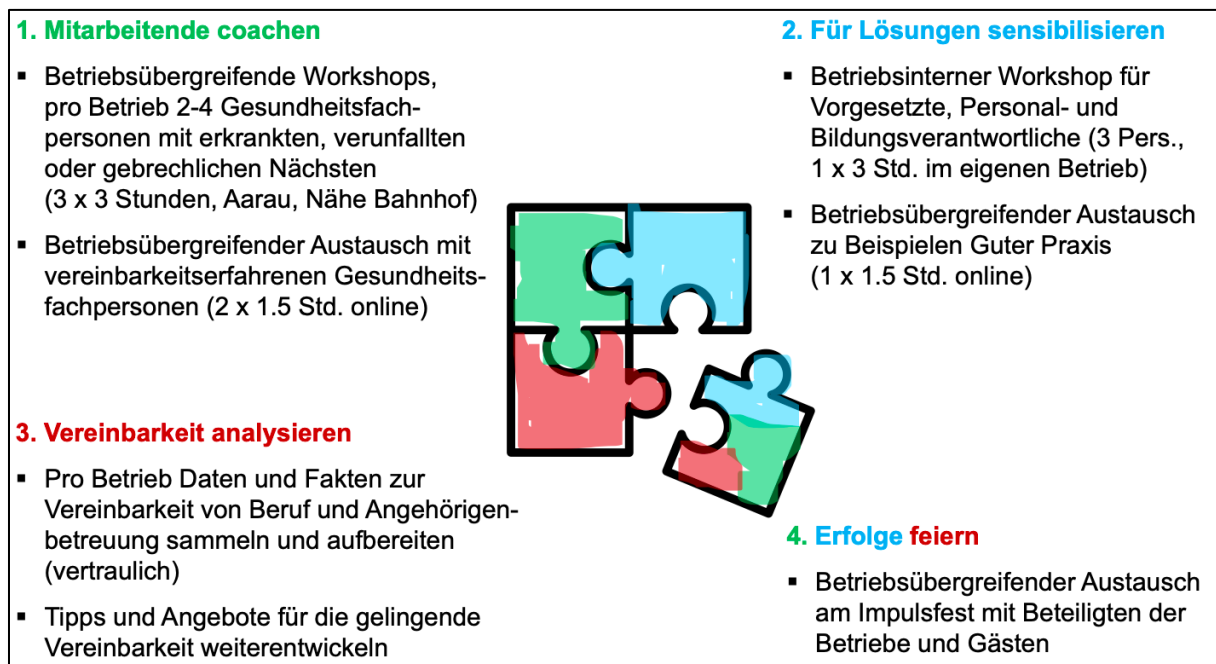 1. Mitarbeitende coachen
▪ Betriebsübergreifende Workshops,
pro Betrieb 2-4 Gesundheitsfach-
personen mit erkrankten, verunfallten
oder gebrechlichen Nächsten
(3 x 3 Stunden, Aarau, Nähe Bahnhof)
▪ Betriebsübergreifender Austausch mit
vereinbarkeitserfahrenen Gesundheits-
fachpersonen (2 x 1.5 Std. online)
2. Für Lösungen sensibilisieren
▪ Betriebsinterner Workshop für
Vorgesetzte, Personal- und
Bildungsverantwortliche (3 Pers.,
1 x 3 Std. im eigenen Betrieb)
▪ Betriebsübergreifender Austausch
zu Beispielen Guter Praxis
(1 x 1.5 Std. online)
3. Vereinbarkeit analysieren
▪ Pro Betrieb Daten und Fakten zur
Vereinbarkeit von Beruf und Angehörigen-
betreuung sammeln und aufbereiten
(vertraulich)
▪ Tipps und Angebote für die gelingende
Vereinbarkeit weiterentwickeln
4. Erfolge feiern
▪ Betriebsübergreifender Austausch
am Impulsfest mit Beteiligten der
Betriebe und Gästen